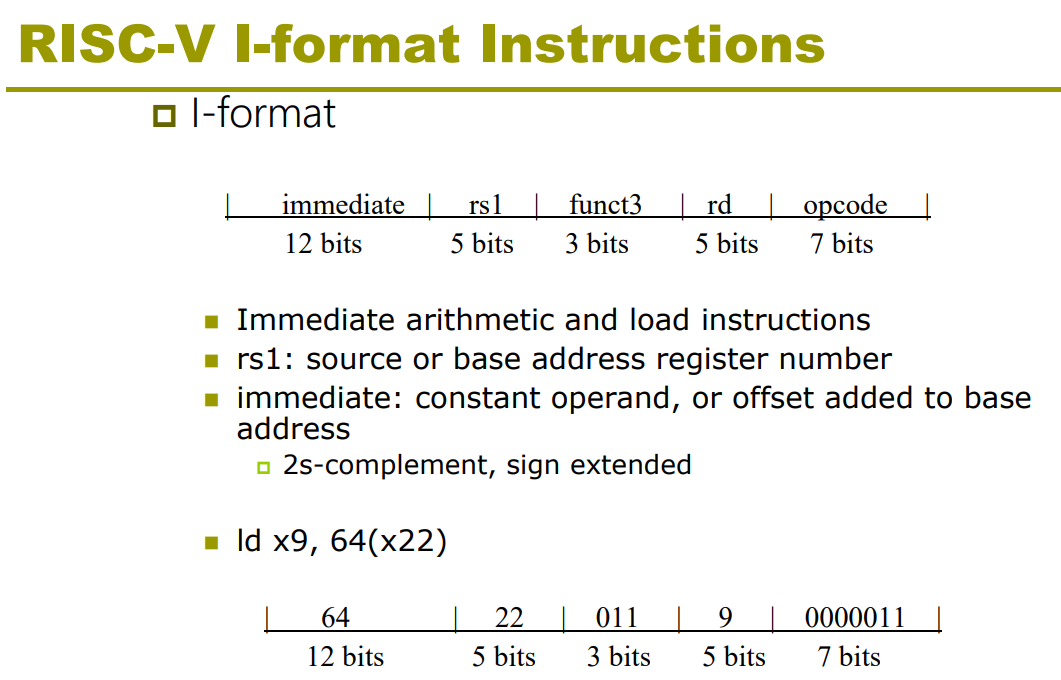 RISC-V I-format Instructions
I-format
immediate rs1 funct3 rd opcode
12 bits 5 bits 3 bits 5 bits 7 bits
Immediate arithmetic and load instructions
rs1: source or base address register number
immediate: constant operand, or offset added to base
address
2s-complement, sign extended
ld x9, 64(x22)
64 22 011 9 0000011
12 bits 5 bits 3 bits 5 bits 7 bits